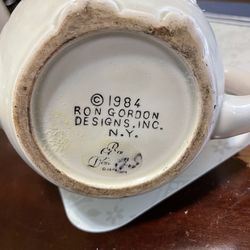 © 1984
RON GORDON
DESIGNS, INC.
N.Y.